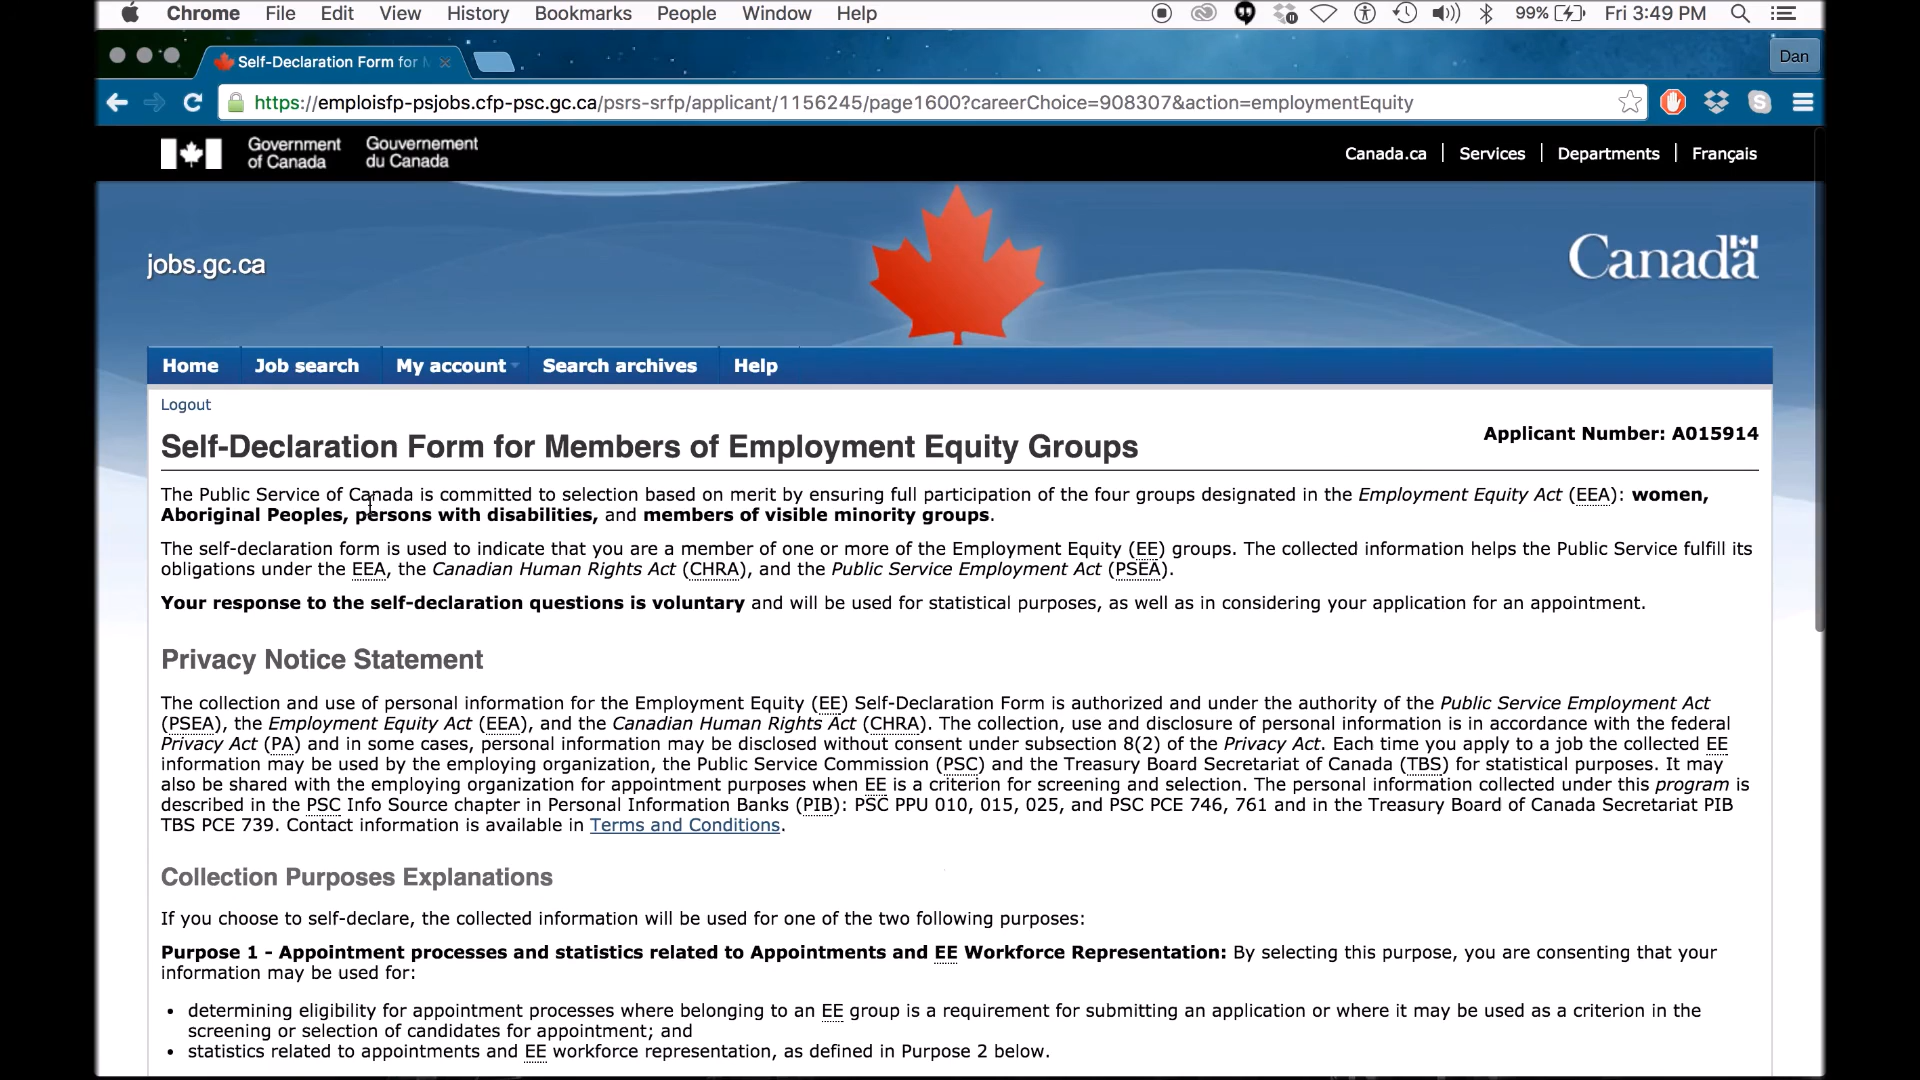 Chrome File Edit View History Bookmarks People Window Help 99% Fri 3:49 PM
Self-Declaration Form for Dan
https://emploisfp-psjobs.cfp-psc.gc.ca/psrs-srfp/applicant/1156245/page1600?careerChoice=908307&action=employmentEquity
Government Gouvernement
of Canada du Canada
Canada.ca Services Departments Français
jobs.gc.ca
Canada
Home Job search My account Search archives Help
Logout
Applicant Number: A015914
Self-Declaration Form for Members of Employment Equity Groups
The Public Service of Canada is committed to selection based on merit by ensuring full participation of the four groups designated in the Employment Equity Act (EEA): women,
Aboriginal Peoples, persons with disabilities, and members of visible minority groups.
The self-declaration form is used to indicate that you are a member of one or more of the Employment Equity (EE) groups. The collected information helps the Public Service fulfill its
obligations under the EEA, the Canadian Human Rights Act (CHRA), and the Public Service Employment Act (PSEA).
Your response to the self-declaration questions is voluntary and will be used for statistical purposes, as well as in considering your application for an appointment.
Privacy Notice Statement
The collection and use of personal information for the Employment Equity (EE) Self-Declaration Form is authorized and under the authority of the Public Service Employment Act
(PSEA), the Employment Equity Act (EEA), and the Canadian Human Rights Act (CHRA). The collection, use and disclosure of personal information is in accordance with the federal
Privacy Act (PA) and in some cases, personal information may be disclosed without consent under subsection 8(2) of the Privacy Act. Each time you apply to a job the collected EE
information may be used by the employing organization, the Public Service Commission (PSC) and the Treasury Board Secretariat of Canada (TBS) for statistical purposes. It may
also be shared with the employing organization for appointment purposes when EE is a criterion for screening and selection. The personal information collected under this program is
described in the PSC Info Source chapter in Personal Information Banks (PIB): PSC PPU 010, 015, 025, and PSC PCE 746, 761 and in the Treasury Board of Canada Secretariat PIB
TBS PCE 739. Contact information is available in Terms and Conditions.
Collection Purposes Explanations
If you choose to self-declare, the collected information will be used for one of the two following purposes:
Purpose 1 - Appointment processes and statistics related to Appointments and EE Workforce Representation: By selecting this purpose, you are consenting that your
information may be used for:
• determining eligibility for appointment processes where belonging to an EE group is a requirement for submitting an application or where it may be used as a criterion in the
screening or selection of candidates for appointment; and
• statistics related to appointments and EE workforce representation, as defined in Purpose 2 below.